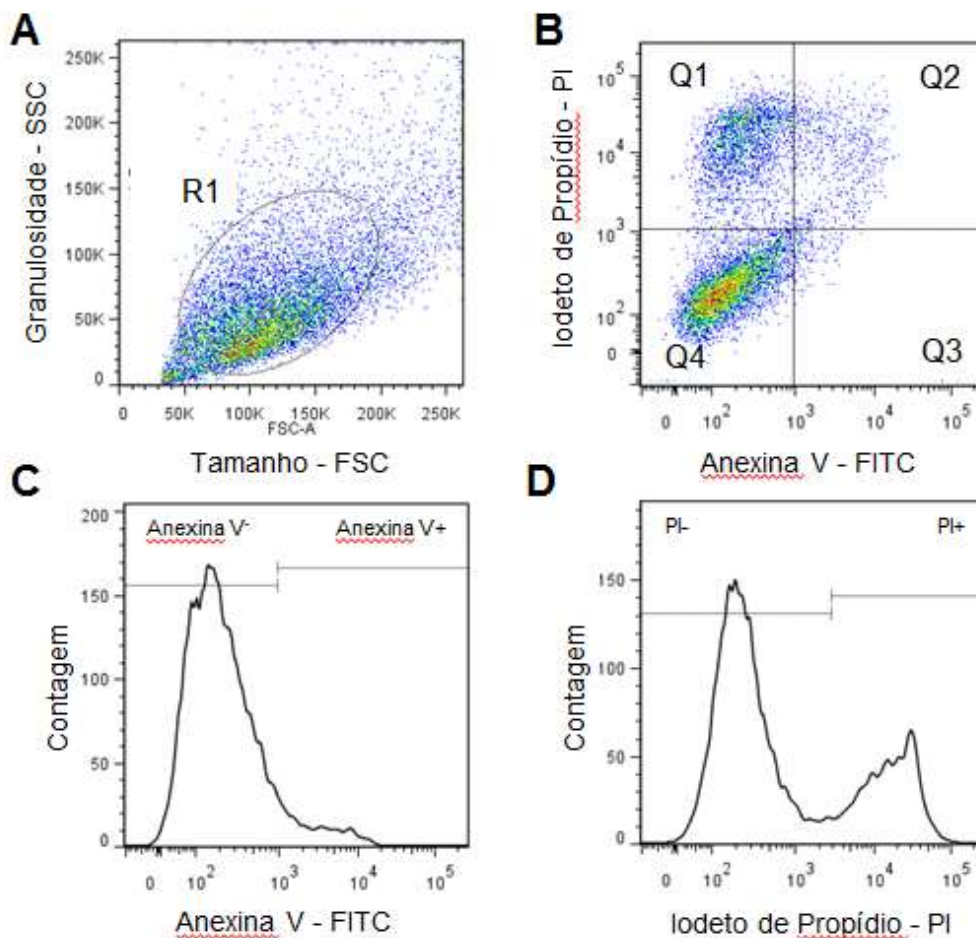 A
Granulosidade - SSC
250K
200K
150K
100K
50K
0
R1
0 50K 100K 150K 200K 250K
FSC-A
Tamanho - FSC
B
Iodeto de Propídio - PI
10^5
10^4
10^3
10^2
0
Q1
Q2
Q3
Q4
0 10^2 10^3 10^4 10^5
Anexina V - FITC
C
Contagem
200
150
100
50
0
Anexina V-
Anexina V+
0 10^2 10^3 10^4 10^5
Anexina V - FITC
D
Contagem
150
100
50
0
PI-
PI+
0 10^2 10^3 10^4 10^5
Iodeto de Propídio - PI